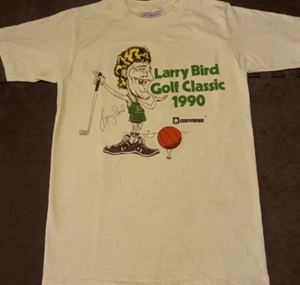 Larry Bird
Golf Classic
1990
CONVERSE